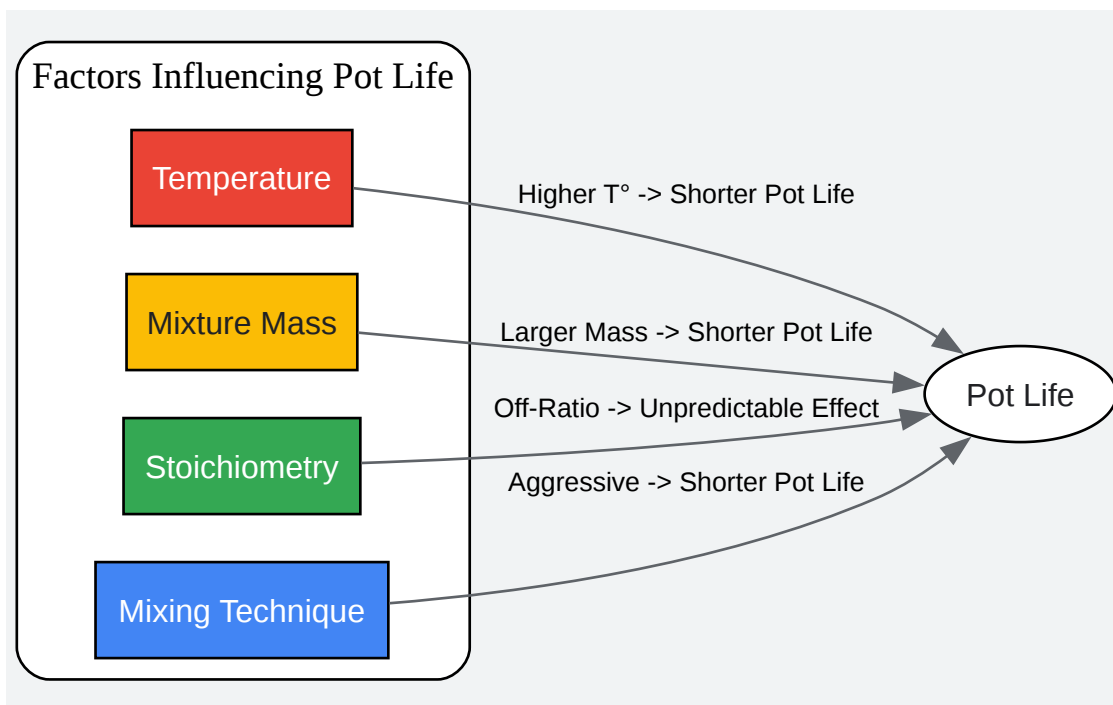 Factors Influencing Pot Life
Temperature
Higher T° -> Shorter Pot Life
Mixture Mass
Larger Mass -> Shorter Pot Life
Pot Life
Off-Ratio -> Unpredictable Effect
Stoichiometry
Aggressive -> Shorter Pot Life
Mixing Technique